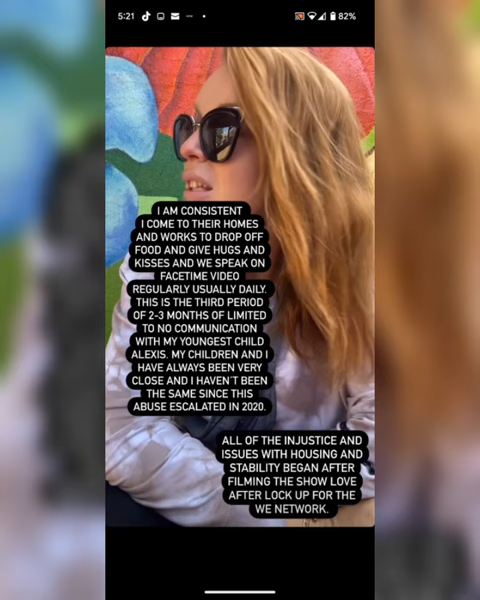 5:21
82%
I AM CONSISTENT
I COME TO THEIR HOMES
AND WORKS TO DROP OFF
FOOD AND GIVE HUGS AND
KISSES AND WE SPEAK ON
FACETIME VIDEO
REGULARLY USUALLY DAILY.
THIS IS THE THIRD PERIOD
OF 2-3 MONTHS OF LIMITED
TO NO COMMUNICATION
WITH MY YOUNGEST CHILD
ALEXIS. MY CHILDREN AND I
HAVE ALWAYS BEEN VERY
CLOSE AND I HAVEN'T BEEN
THE SAME SINCE THIS
ABUSE ESCALATED IN 2020.
ALL OF THE INJUSTICE AND
ISSUES WITH HOUSING AND
STABILITY BEGAN AFTER
FILMING THE SHOW LOVE
AFTER LOCK UP FOR THE
WE NETWORK.